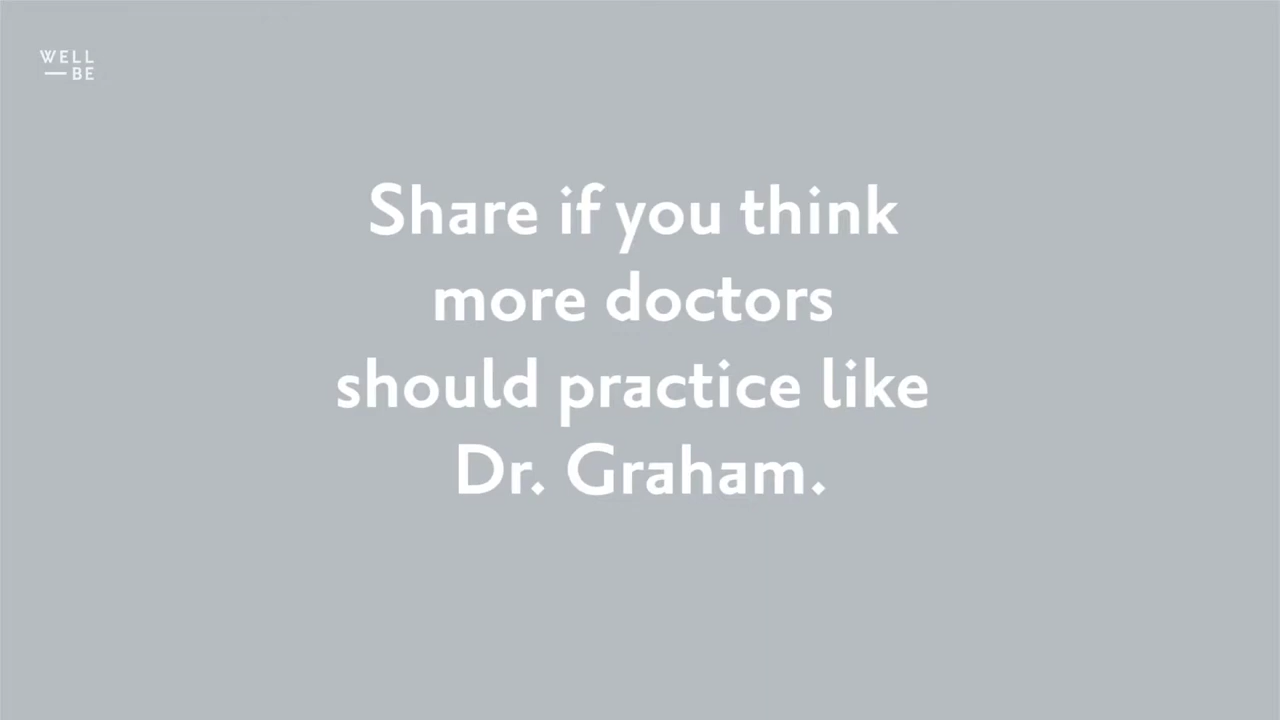 WELL
—BE
Share if you think
more doctors
should practice like
Dr. Graham.